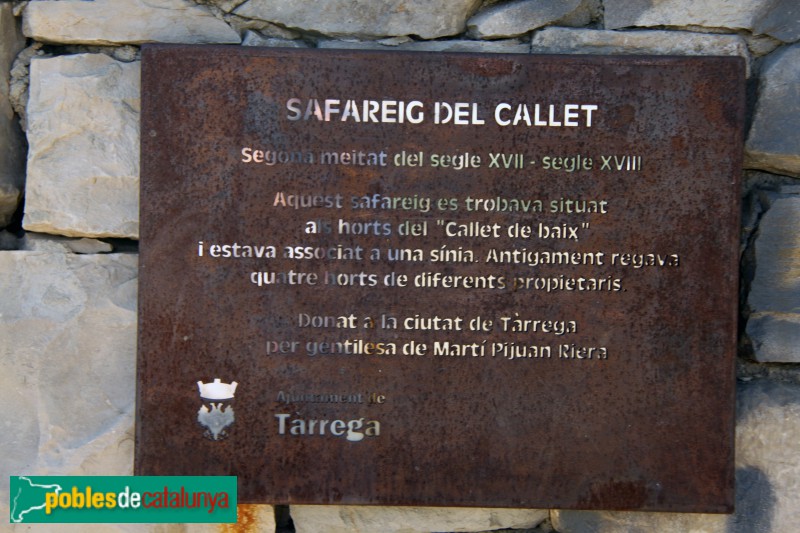 SAFAREIG DEL CALLET
Segona meitat del segle XVII - segle XVIII
Aquest safareig es trobava situat
als horts del "Callet de baix"
i estava associat a una sínia. Antigament regava
quatre horts de diferents propietaris.
Donat a la ciutat de Tàrrega
per gentilesa de Martí Pijuan Riera
Ajuntament de
Tàrrega
poblesdecatalunya